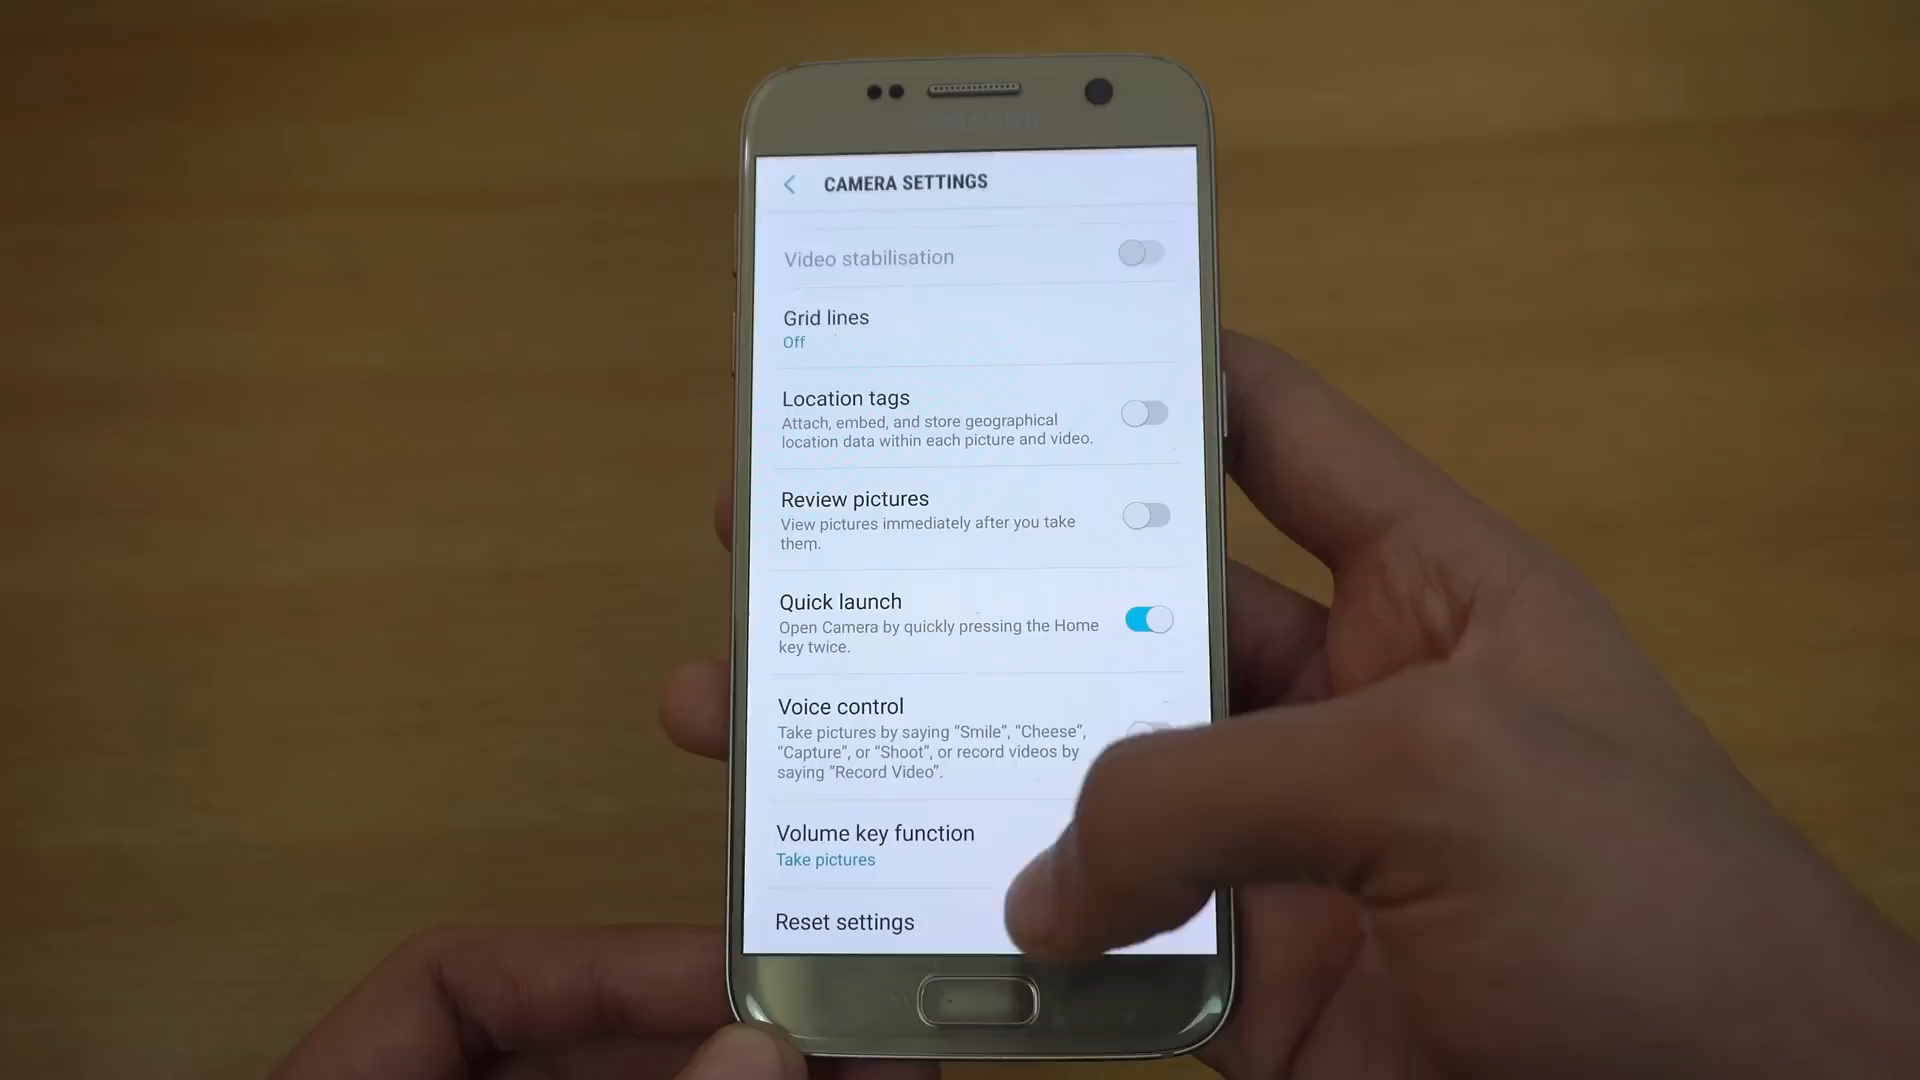 SAMSUNG
CAMERA SETTINGS
Video stabilisation
Grid lines
Off
Location tags
Attach, embed, and store geographical
location data within each picture and video.
Review pictures
View pictures immediately after you take
them.
Quick launch
Open Camera by quickly pressing the Home
key twice.
Voice control
Take pictures by saying “Smile”, “Cheese”,
“Capture”, or “Shoot”, or record videos by
saying “Record Video”.
Volume key function
Take pictures
Reset settings